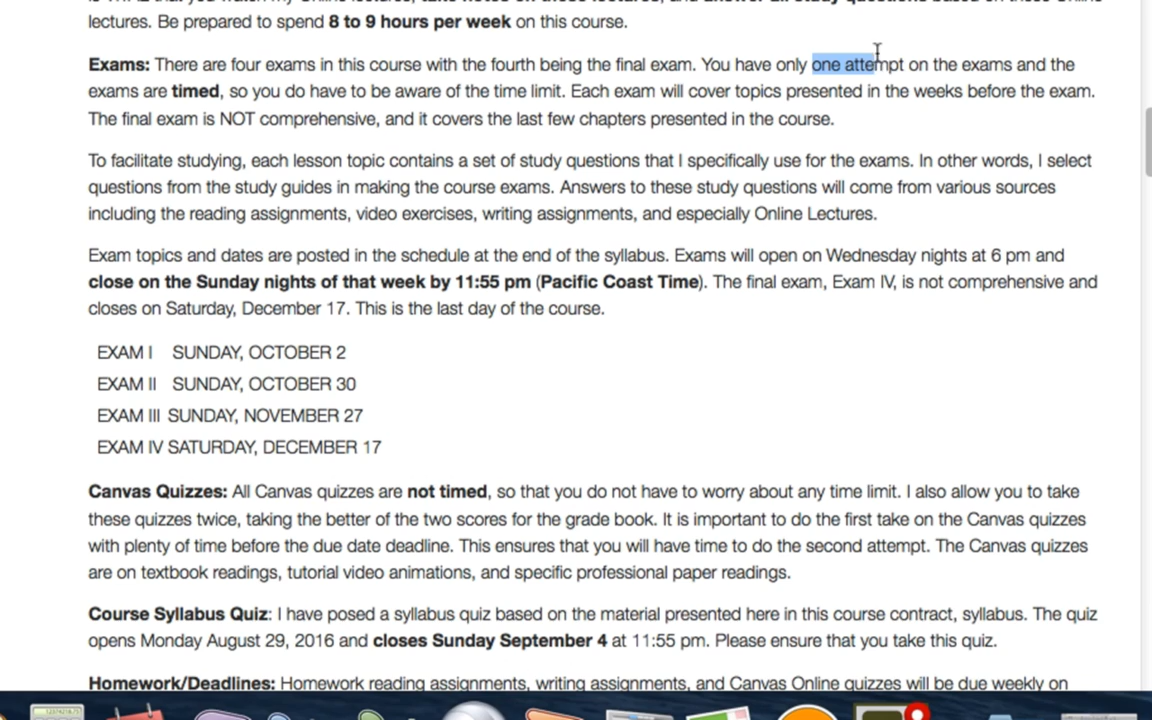 lectures. Be prepared to spend 8 to 9 hours per week on this course.
Exams: There are four exams in this course with the fourth being the final exam. You have only one attempt on the exams and the
exams are timed, so you do have to be aware of the time limit. Each exam will cover topics presented in the weeks before the exam.
The final exam is NOT comprehensive, and it covers the last few chapters presented in the course.
To facilitate studying, each lesson topic contains a set of study questions that I specifically use for the exams. In other words, I select
questions from the study guides in making the course exams. Answers to these study questions will come from various sources
including the reading assignments, video exercises, writing assignments, and especially Online Lectures.
Exam topics and dates are posted in the schedule at the end of the syllabus. Exams will open on Wednesday nights at 6 pm and
close on the Sunday nights of that week by 11:55 pm (Pacific Coast Time). The final exam, Exam IV, is not comprehensive and
closes on Saturday, December 17. This is the last day of the course.
EXAM I SUNDAY, OCTOBER 2
EXAM II SUNDAY, OCTOBER 30
EXAM III SUNDAY, NOVEMBER 27
EXAM IV SATURDAY, DECEMBER 17
Canvas Quizzes: All Canvas quizzes are not timed, so that you do not have to worry about any time limit. I also allow you to take
these quizzes twice, taking the better of the two scores for the grade book. It is important to do the first take on the Canvas quizzes
with plenty of time before the due date deadline. This ensures that you will have time to do the second attempt. The Canvas quizzes
are on textbook readings, tutorial video animations, and specific professional paper readings.
Course Syllabus Quiz: I have posed a syllabus quiz based on the material presented here in this course contract, syllabus. The quiz
opens Monday August 29, 2016 and closes Sunday September 4 at 11:55 pm. Please ensure that you take this quiz.
Homework/Deadlines: Homework reading assignments, writing assignments, and Canvas Online quizzes will be due weekly on